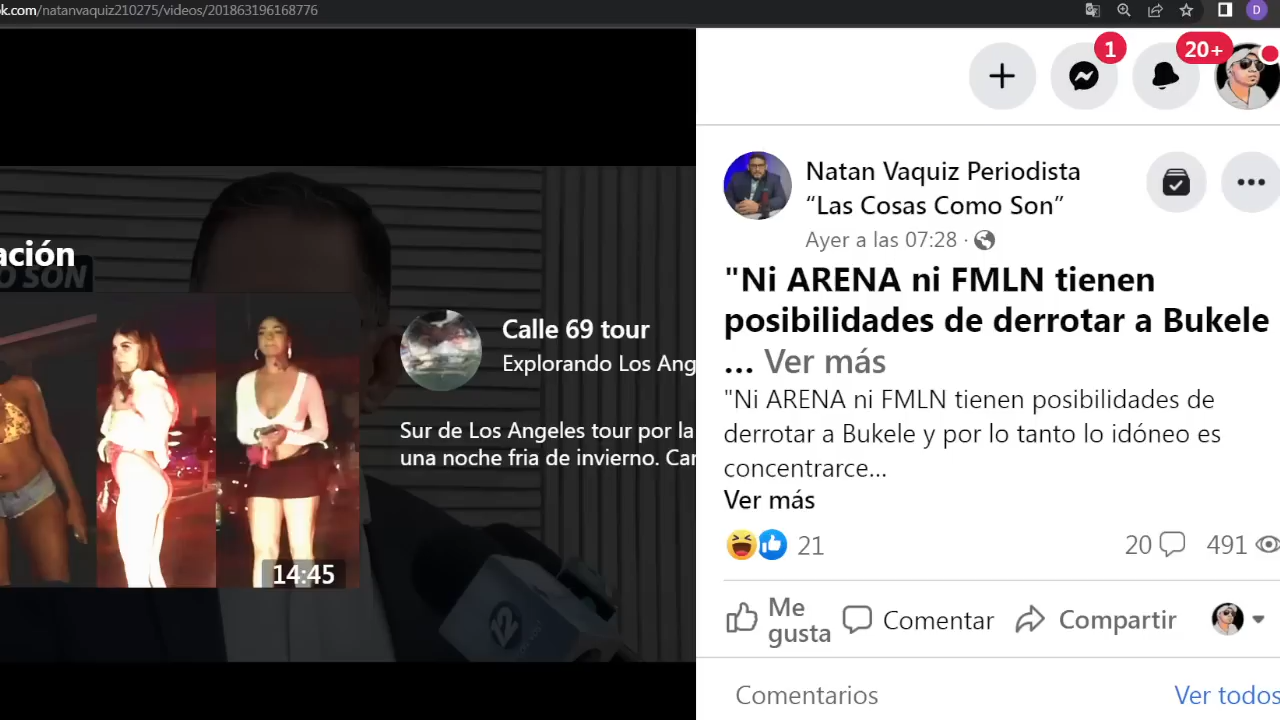 ok.com/natanvaquiz210275/videos/201863196168776
D
1
20+
Natan Vaquiz Periodista
“Las Cosas Como Son”
Ayer a las 07:28 ·
"Ni ARENA ni FMLN tienen
posibilidades de derrotar a Bukele
... Ver más
"Ni ARENA ni FMLN tienen posibilidades de
derrotar a Bukele y por lo tanto lo idóneo es
concentrarce...
Ver más
21
20
491
Me
gusta
Comentar
Compartir
Comentarios
Ver todos
ación
O SON
Calle 69 tour
Explorando Los Ang
Sur de Los Angeles tour por la
una noche fria de invierno. Car
14:45
12